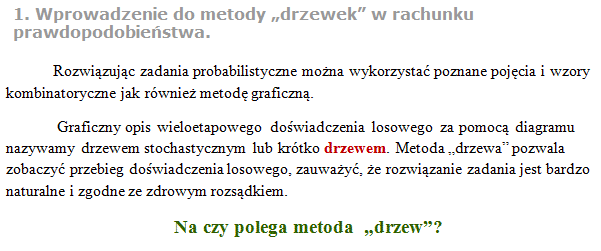 1. Wprowadzenie do metody „drzewek” w rachunku
prawdopodobieństwa.
Rozwiązując zadania probabilistyczne można wykorzystać poznane pojęcia i wzory
kombinatoryczne jak również metodę graficzną.
Graficzny opis wieloetapowego doświadczenia losowego za pomocą diagramu
nazywamy drzewem stochastycznym lub krótko drzewem. Metoda „drzewa” pozwala
zobaczyć przebieg doświadczenia losowego, zauważyć, że rozwiązanie zadania jest bardzo
naturalne i zgodne ze zdrowym rozsądkiem.
Na czy polega metoda „drzew”?